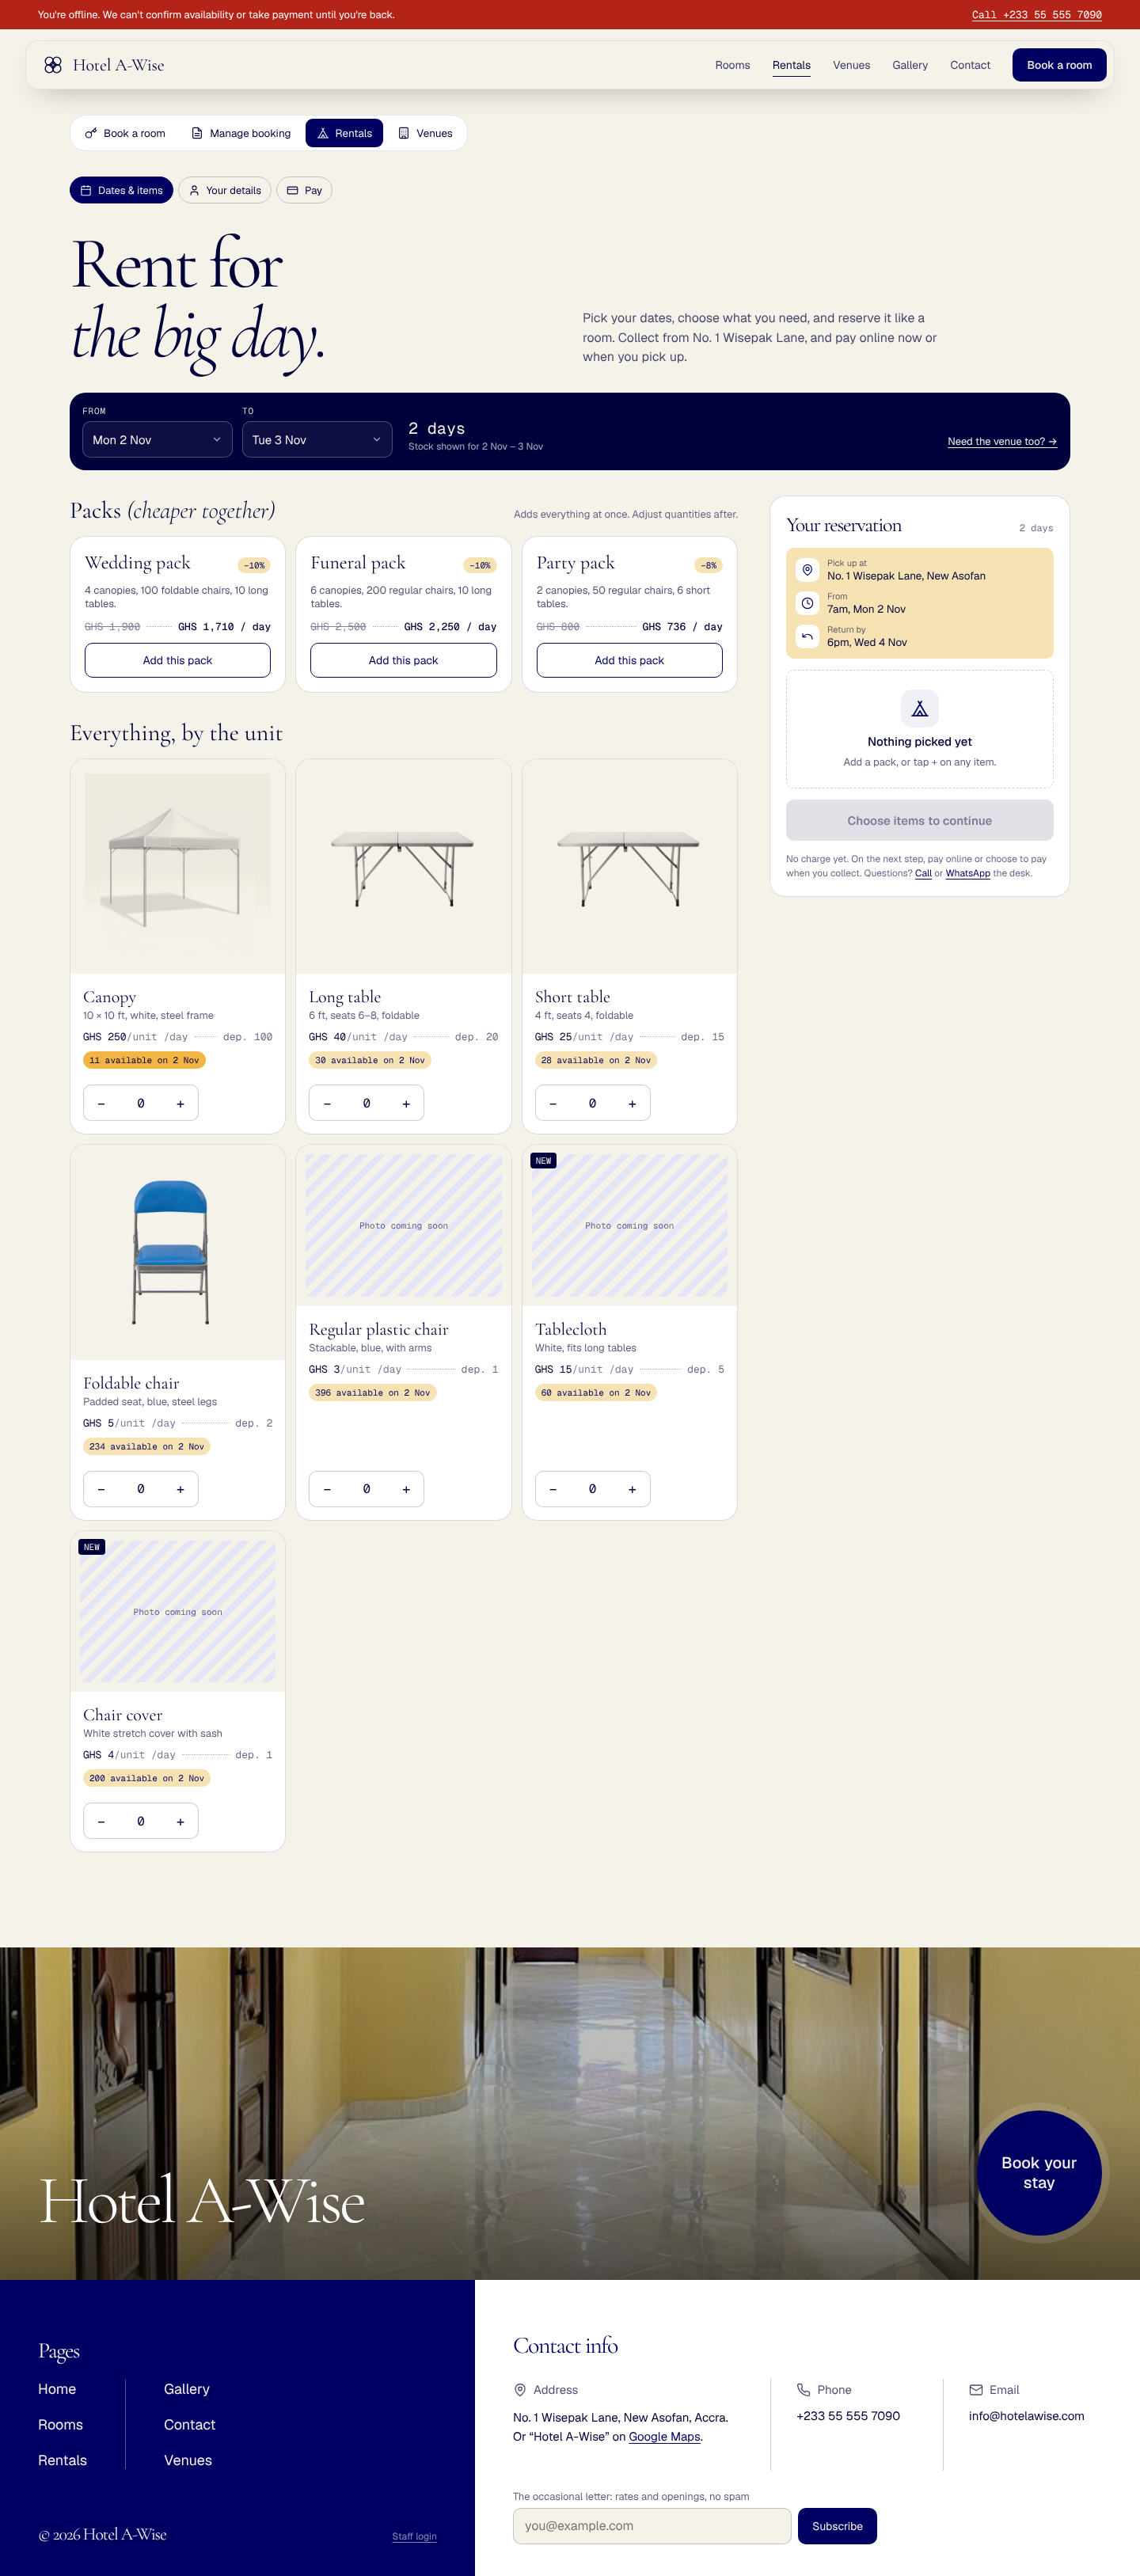 You're offline. We can't confirm availability or take payment until you're back.
Call +233 55 555 7090
Hotel A-Wise
Rooms
Rentals
Venues
Gallery
Contact
Book a room
Book a room
Manage booking
Rentals
Venues
Dates & items
Your details
Pay
Rent for
the big day.
Pick your dates, choose what you need, and reserve it like a
room. Collect from No. 1 Wisepak Lane, and pay online now or
when you pick up.
FROM
Mon 2 Nov
TO
Tue 3 Nov
2 days
Stock shown for 2 Nov – 3 Nov
Need the venue too? →
Packs (cheaper together)
Adds everything at once. Adjust quantities after.
Wedding pack
−10%
4 canopies, 100 foldable chairs, 10 long
tables.
GHS 1,900
GHS 1,710 / day
Add this pack
Funeral pack
−10%
6 canopies, 200 regular chairs, 10 long
tables.
GHS 2,500
GHS 2,250 / day
Add this pack
Party pack
−8%
2 canopies, 50 regular chairs, 6 short
tables.
GHS 800
GHS 736 / day
Add this pack
Your reservation
2 days
Pick up at
No. 1 Wisepak Lane, New Asofan
From
7am, Mon 2 Nov
Return by
6pm, Wed 4 Nov
Nothing picked yet
Add a pack, or tap + on any item.
Choose items to continue
No charge yet. On the next step, pay online or choose to pay
when you collect. Questions? Call or WhatsApp the desk.
Everything, by the unit
Canopy
10 × 10 ft, white, steel frame
GHS 250/unit /day
dep. 100
11 available on 2 Nov
− 0 +
Long table
6 ft, seats 6–8, foldable
GHS 40/unit /day
dep. 20
30 available on 2 Nov
− 0 +
Short table
4 ft, seats 4, foldable
GHS 25/unit /day
dep. 15
28 available on 2 Nov
− 0 +
Foldable chair
Padded seat, blue, steel legs
GHS 5/unit /day
dep. 2
234 available on 2 Nov
− 0 +
Photo coming soon
Regular plastic chair
Stackable, blue, with arms
GHS 3/unit /day
dep. 1
396 available on 2 Nov
− 0 +
NEW
Photo coming soon
Tablecloth
White, fits long tables
GHS 15/unit /day
dep. 5
60 available on 2 Nov
− 0 +
NEW
Photo coming soon
Chair cover
White stretch cover with sash
GHS 4/unit /day
dep. 1
200 available on 2 Nov
− 0 +
Hotel A-Wise
Book your
stay
Pages
Home
Rooms
Rentals
Gallery
Contact
Venues
© 2026 Hotel A-Wise
Staff login
Contact info
Address
No. 1 Wisepak Lane, New Asofan, Accra.
Or “Hotel A-Wise” on Google Maps.
Phone
+233 55 555 7090
Email
info@hotelawise.com
The occasional letter: rates and openings, no spam
you@example.com
Subscribe